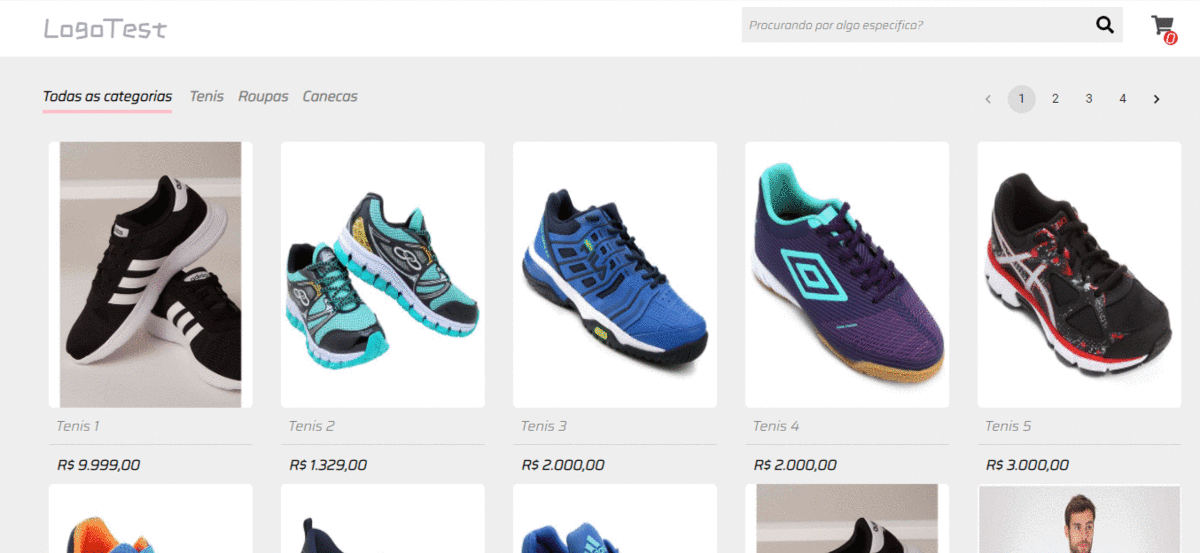 LogoTest
Procurando por algo especifico?
0
Todas as categorias Tenis Roupas Canecas
1 2 3 4
Tenis 1 Tenis 2 Tenis 3 Tenis 4 Tenis 5
R$ 9.999,00 R$ 1.329,00 R$ 2.000,00 R$ 2.000,00 R$ 3.000,00